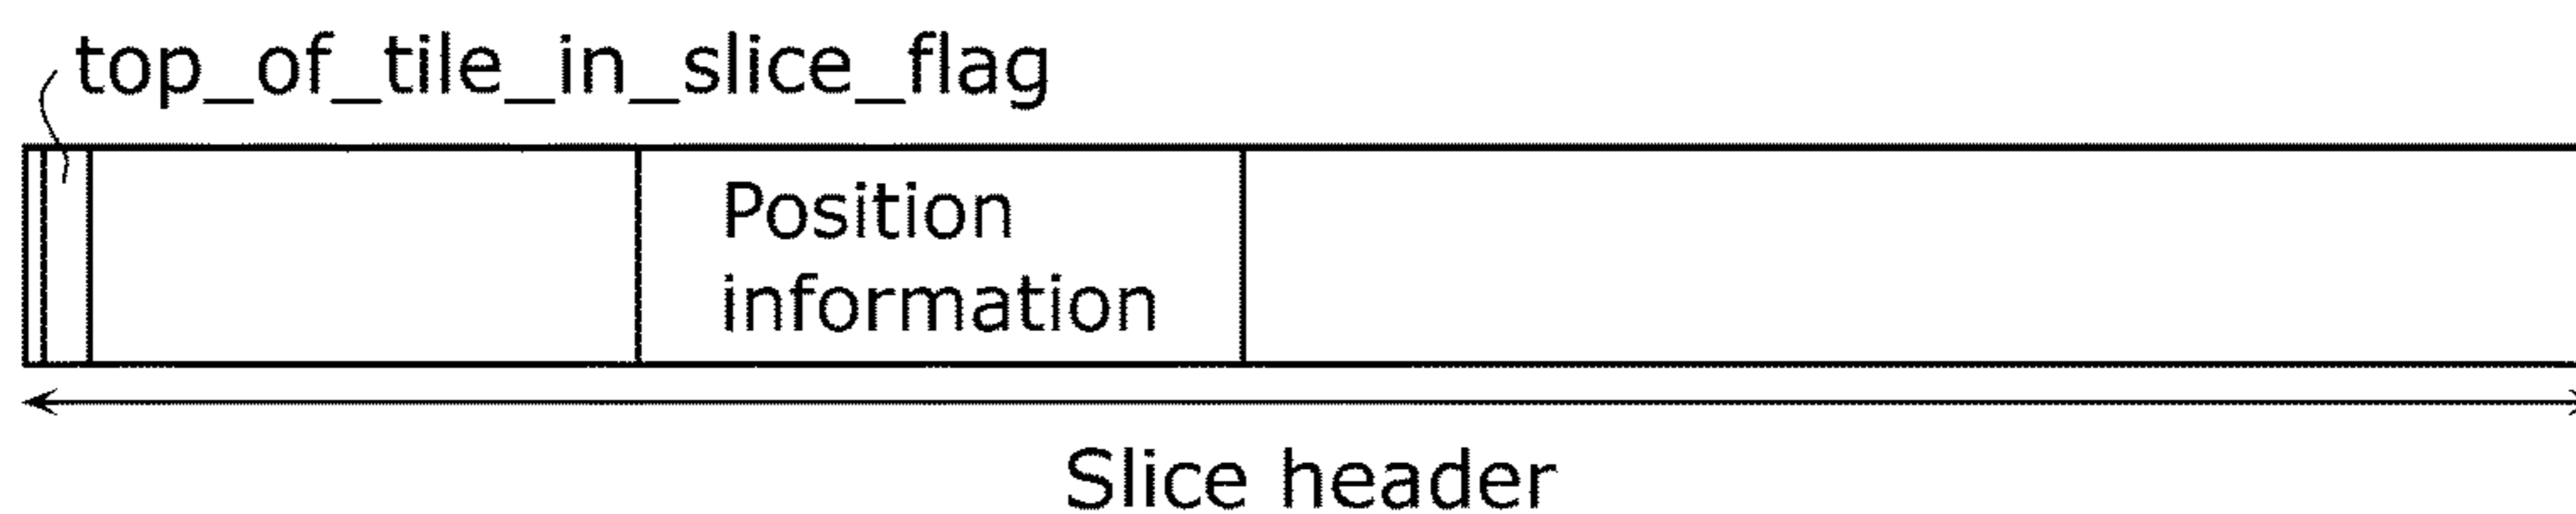 top_of_tile_in_slice_flag
Position
information
Slice header